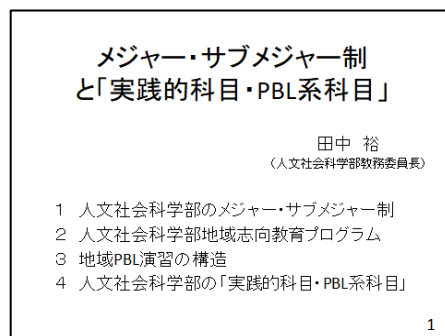 メジャー・サブメジャー制
と「実践的科目・PBL系科目」
田中 裕
(人文社会科学部教務委員長)
1 人文社会科学部のメジャー・サブメジャー制
2 人文社会科学部地域志向教育プログラム
3 地域PBL演習の構造
4 人文社会科学部の「実践的科目・PBL系科目」
1